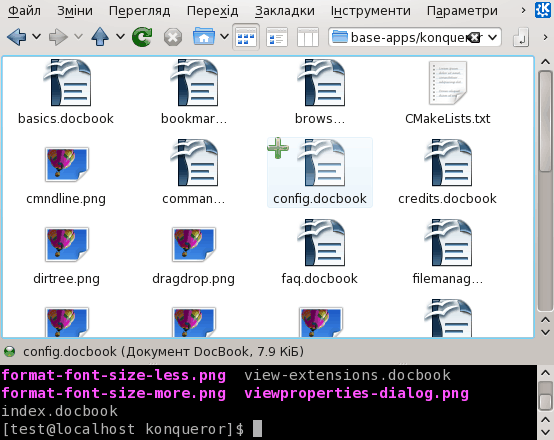 Файл Зміни Перегляд Перехід Закладки Інструменти Параметри
base-apps/konqueror
basics.docbook bookmar... brows... CMakeLists.txt
cmndline.png comman... config.docbook credits.docbook
dirtree.png dragdrop.png faq.docbook filemanag...
config.docbook (Документ DocBook, 7.9 КіБ)
format-font-size-less.png view-extensions.docbook
format-font-size-more.png viewproperties-dialog.png
index.docbook
[test@localhost konqueror]$